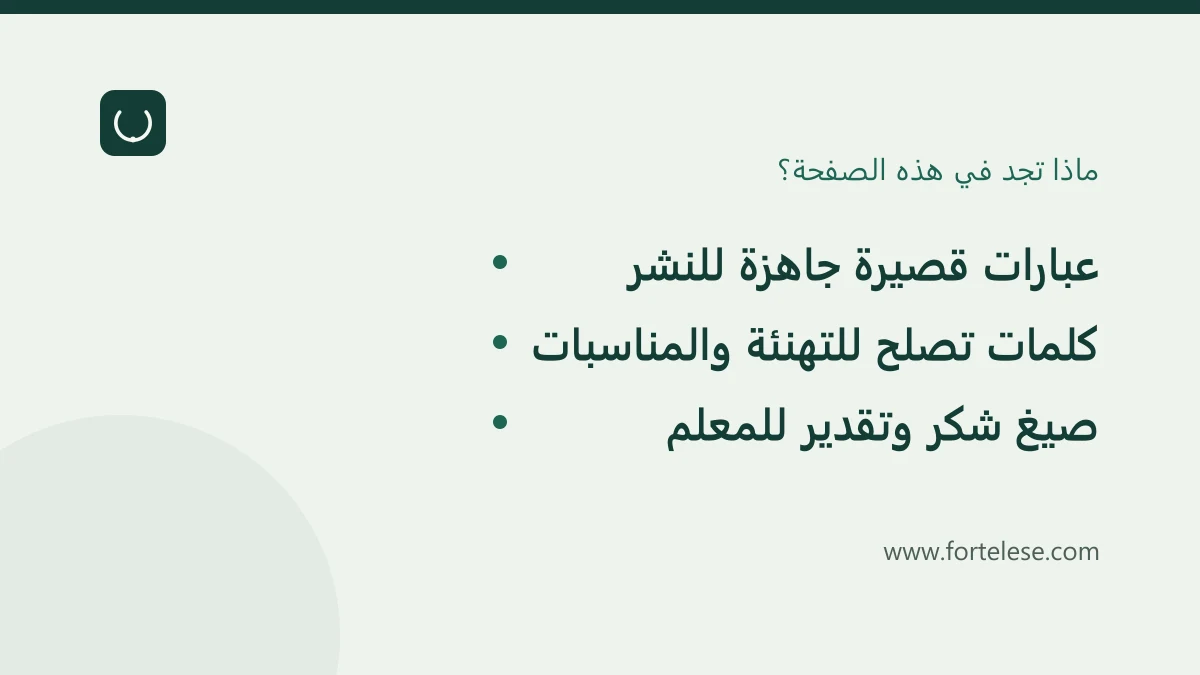 ماذا تجد في هذه الصفحة؟
عبارات قصيرة جاهزة للنشر
كلمات تصلح للتهنئة والمناسبات
صيغ شكر وتقدير للمعلم
www.fortelese.com